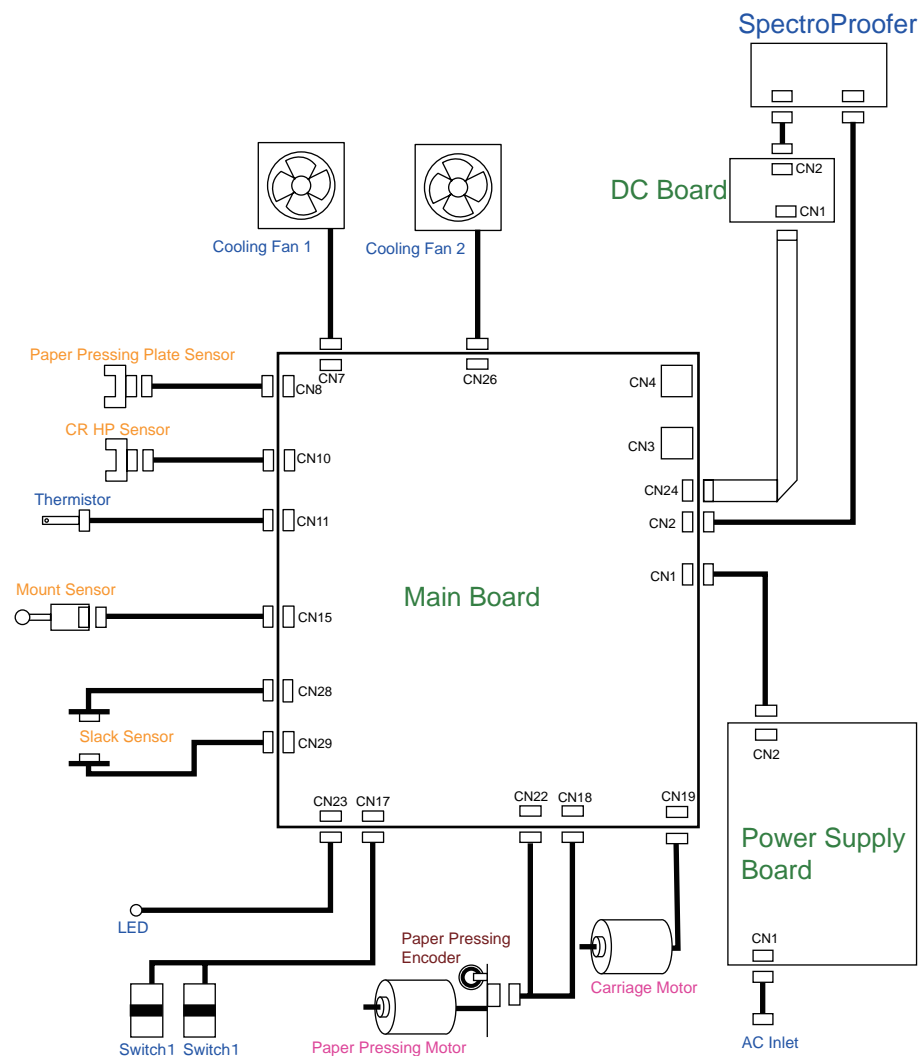 SpectroProofer
CN2
DC Board
CN1
Cooling Fan 1
Cooling Fan 2
Paper Pressing Plate Sensor
CN7
CN26
CN4
CN8
CR HP Sensor
CN3
CN10
Thermistor
CN24
CN11
CN2
CN1
Mount Sensor
Main Board
CN15
CN28
Slack Sensor
CN29
CN2
CN23
CN17
CN22
CN18
CN19
Power Supply
Board
LED
Paper Pressing
Encoder
CN1
Carriage Motor
Switch1
Switch1
Paper Pressing Motor
AC Inlet